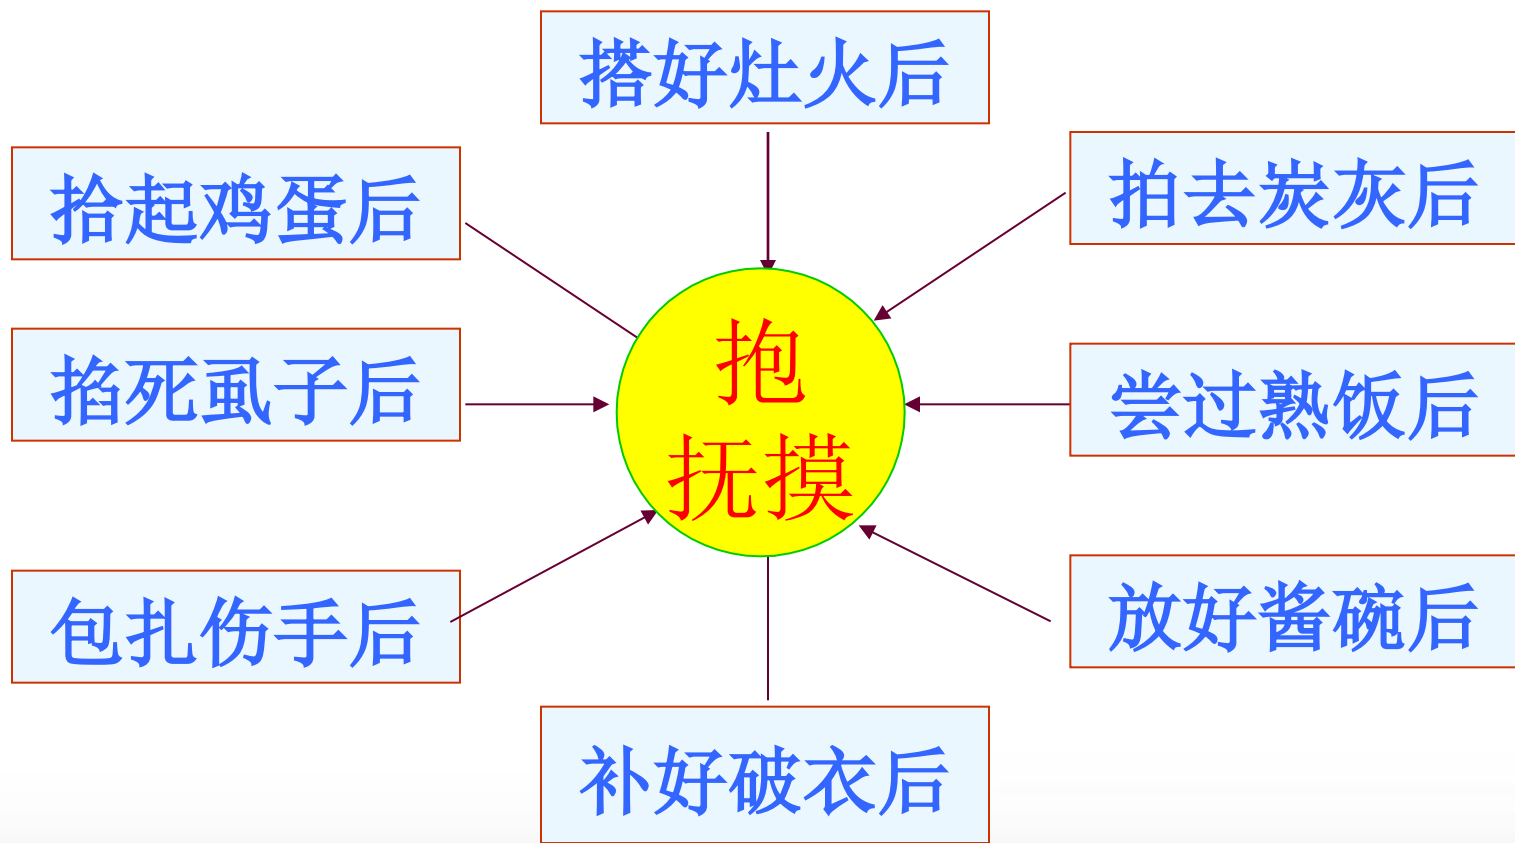 搭好灶火后
拾起鸡蛋后
拍去炭灰后
抱
抚摸
掐死虱子后
尝过熟饭后
包扎伤手后
放好酱碗后
补好破衣后